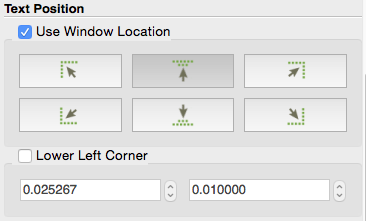 Text Position
Use Window Location
Lower Left Corner
0.025267 0.010000